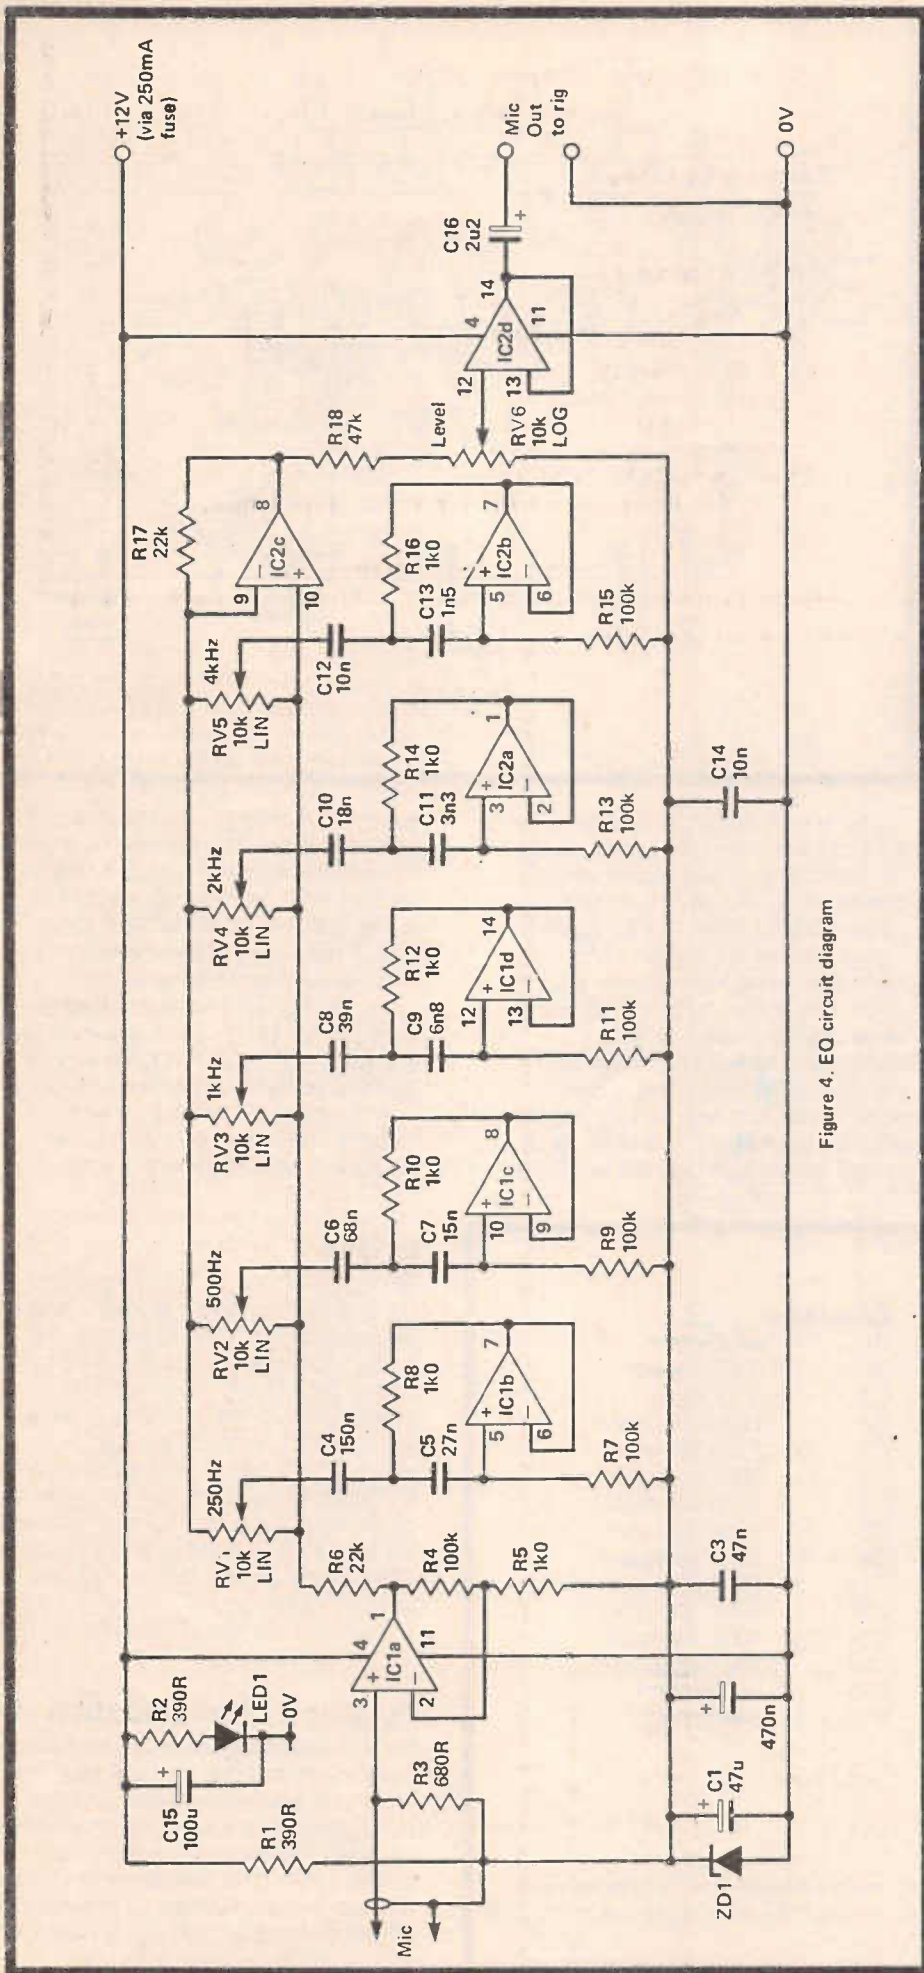 +12V
(via 250mA
fuse)
R2
390R
C15
100u
+
LED1
0V
R1
390R
Mic
R3
680R
3
+
2
−
4
1
11
IC1a
R6
22k
R4
100k
R5
1k0
ZD1
C1
47u
+
470n
+
C3
47n
250Hz
RV1
10k
LIN
C4
150n
R8
1k0
C5
27n
5
+
6
−
7
IC1b
R7
100k
500Hz
RV2
10k
LIN
C6
68n
R10
1k0
C7
15n
10
+
9
−
8
IC1c
R9
100k
1kHz
RV3
10k
LIN
C8
39n
R12
1k0
C9
6n8
12
+
13
−
14
IC1d
R11
100k
2kHz
RV4
10k
LIN
C10
18n
R14
1k0
C11
3n3
3
+
2
−
1
IC2a
R13
100k
C14
10n
4kHz
RV5
10k
LIN
C12
10n
R16
1k0
C13
1n5
5
+
6
−
7
IC2b
R15
100k
R17
22k
9
−
10
+
8
IC2c
R18
47k
Level
RV6
10k
LOG
12
13
4
14
11
IC2d
C16
2u2
+
Mic
Out
to rig
0V
Figure 4. EQ circuit diagram